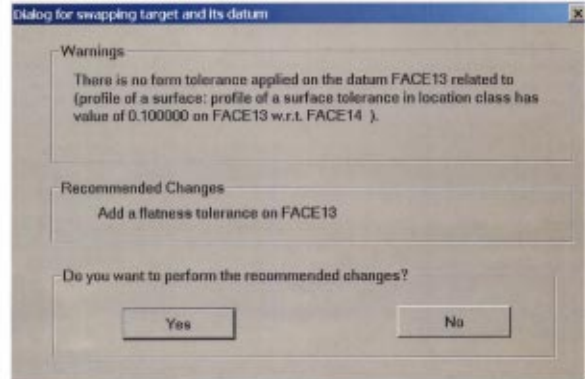 Dialog for swapping target and its datum
Warnings
There is no form tolerance applied on the datum FACE13 related to
(profile of a surface: profile of a surface tolerance in location class has
value of 0.100000 on FACE13 w.r.t. FACE14 ).
Recommended Changes
Add a flatness tolerance on FACE13
Do you want to perform the recommended changes?
Yes
No